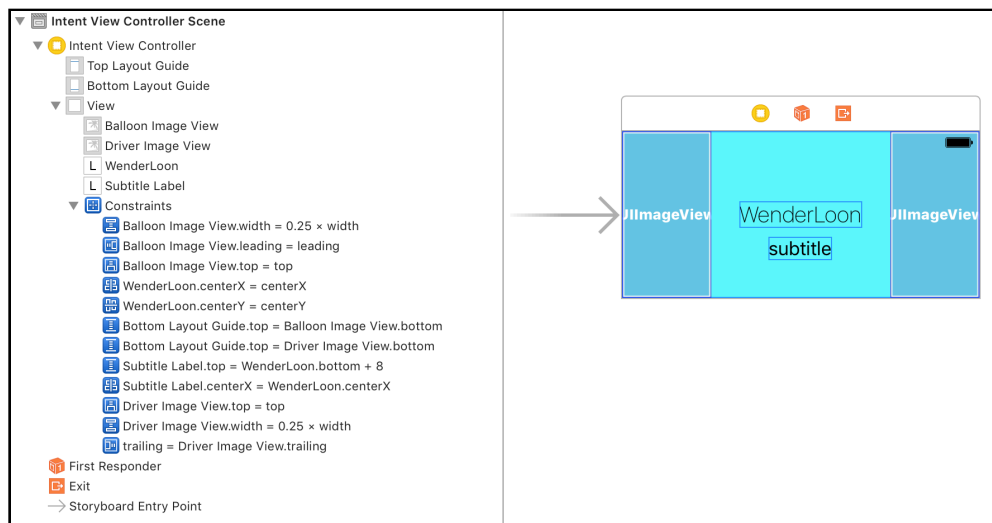 Intent View Controller Scene
Intent View Controller
Top Layout Guide
Bottom Layout Guide
View
Balloon Image View
Driver Image View
L WenderLoon
L Subtitle Label
Constraints
Balloon Image View.width = 0.25 × width
Balloon Image View.leading = leading
Balloon Image View.top = top
WenderLoon.centerX = centerX
WenderLoon.centerY = centerY
Bottom Layout Guide.top = Balloon Image View.bottom
Bottom Layout Guide.top = Driver Image View.bottom
Subtitle Label.top = WenderLoon.bottom + 8
Subtitle Label.centerX = WenderLoon.centerX
Driver Image View.top = top
Driver Image View.width = 0.25 × width
trailing = Driver Image View.trailing
First Responder
Exit
Storyboard Entry Point
UIImageView
WenderLoon
subtitle
UIImageView